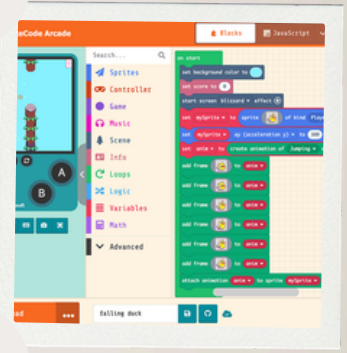 eCode Arcade
Blocks
JavaScript
Search...
Sprites
Controller
Game
Music
Scene
Info
Loops
Logic
Variables
Math
Advanced
A
B
on start
set background color to
set score to 0
start screen blizzard effect
set mySprite to sprite of kind Playe
set mySprite ay (acceleration y) to 300
set anim to create animation of Jumping
add frame to anim
add frame to anim
add frame to anim
add frame to anim
add frame to anim
add frame to anim
attach animation anim to sprite mySprite
ad
falling duck